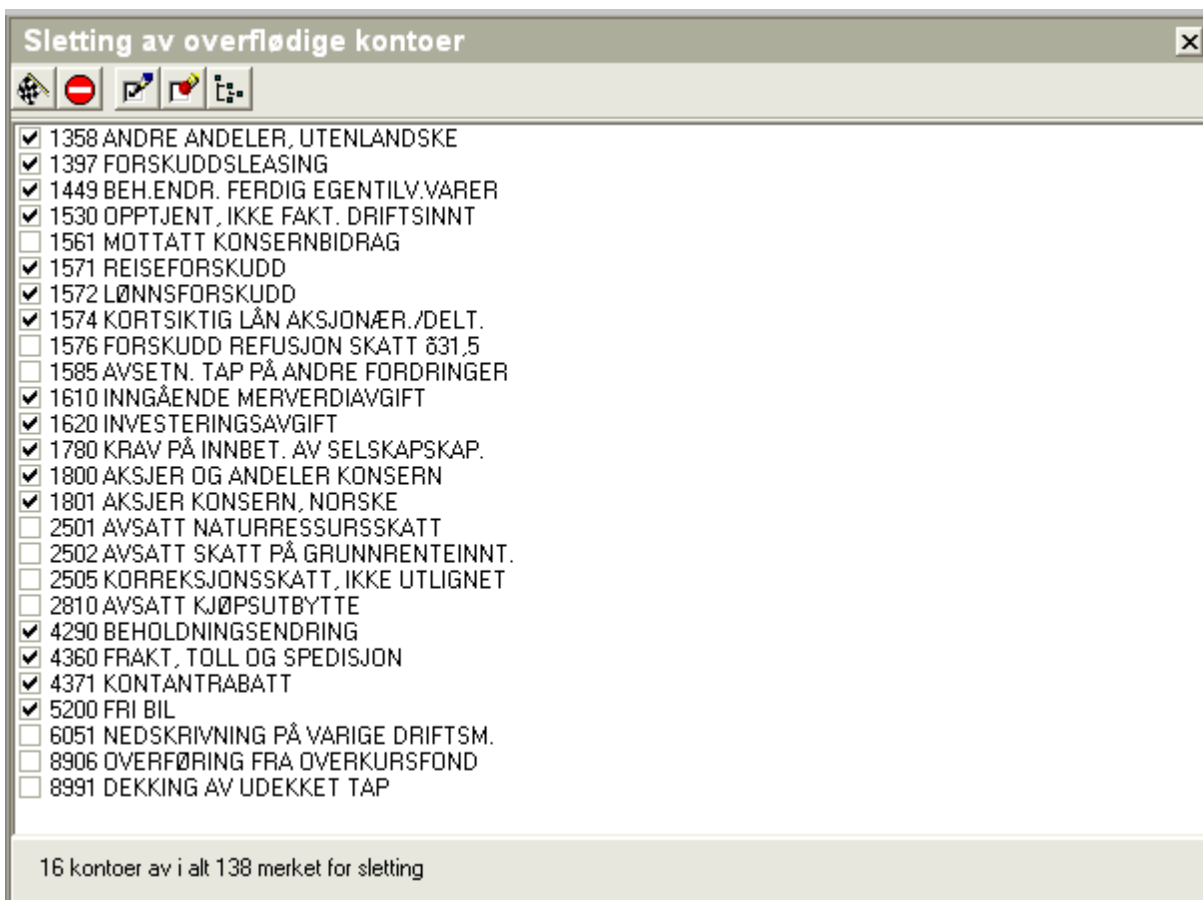 Sletting av overflødige kontoer
1358 ANDRE ANDELER, UTENLANDSKE
1397 FORSKUDDSLEASING
1449 BEH.ENDR. FERDIG EGENTILV.VARER
1530 OPPTJENT, IKKE FAKT. DRIFTSINNT
1561 MOTTATT KONSERNBIDRAG
1571 REISEFORSKUDD
1572 LØNNSFORSKUDD
1574 KORTSIKTIG LÅN AKSJONÆR./DELT.
1576 FORSKUDD REFUSJON SKATT õ31,5
1585 AVSETN. TAP PÅ ANDRE FORDRINGER
1610 INNGÅENDE MERVERDIAVGIFT
1620 INVESTERINGSAVGIFT
1780 KRAV PÅ INNBET. AV SELSKAPSKAP.
1800 AKSJER OG ANDELER KONSERN
1801 AKSJER KONSERN, NORSKE
2501 AVSATT NATURRESSURSSKATT
2502 AVSATT SKATT PÅ GRUNNRENTEINNT.
2505 KORREKSJONSSKATT, IKKE UTLIGNET
2810 AVSATT KJØPSUTBYTTE
4290 BEHOLDNINGSENDRING
4360 FRAKT, TOLL OG SPEDISJON
4371 KONTANTRABATT
5200 FRI BIL
6051 NEDSKRIVNING PÅ VARIGE DRIFTSM.
8906 OVERFØRING FRA OVERKURSFOND
8991 DEKKING AV UDEKKET TAP
16 kontoer av i alt 138 merket for sletting